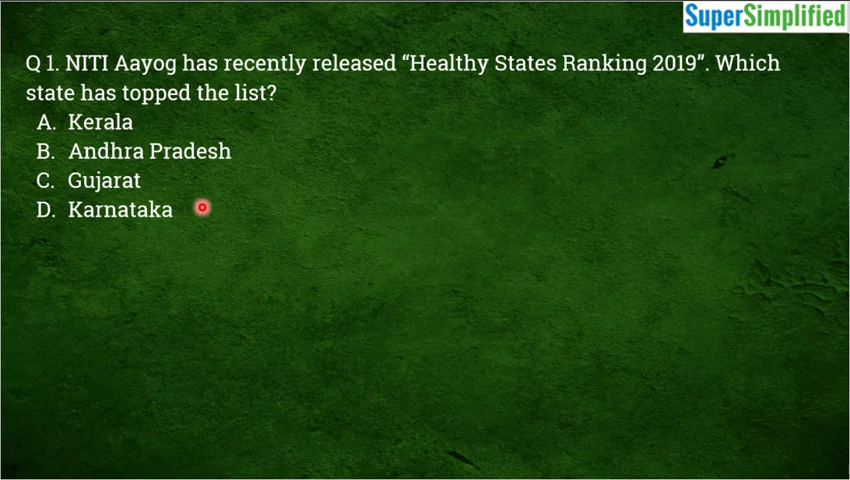 SuperSimplified
Q 1. NITI Aayog has recently released “Healthy States Ranking 2019”. Which
state has topped the list?
A. Kerala
B. Andhra Pradesh
C. Gujarat
D. Karnataka